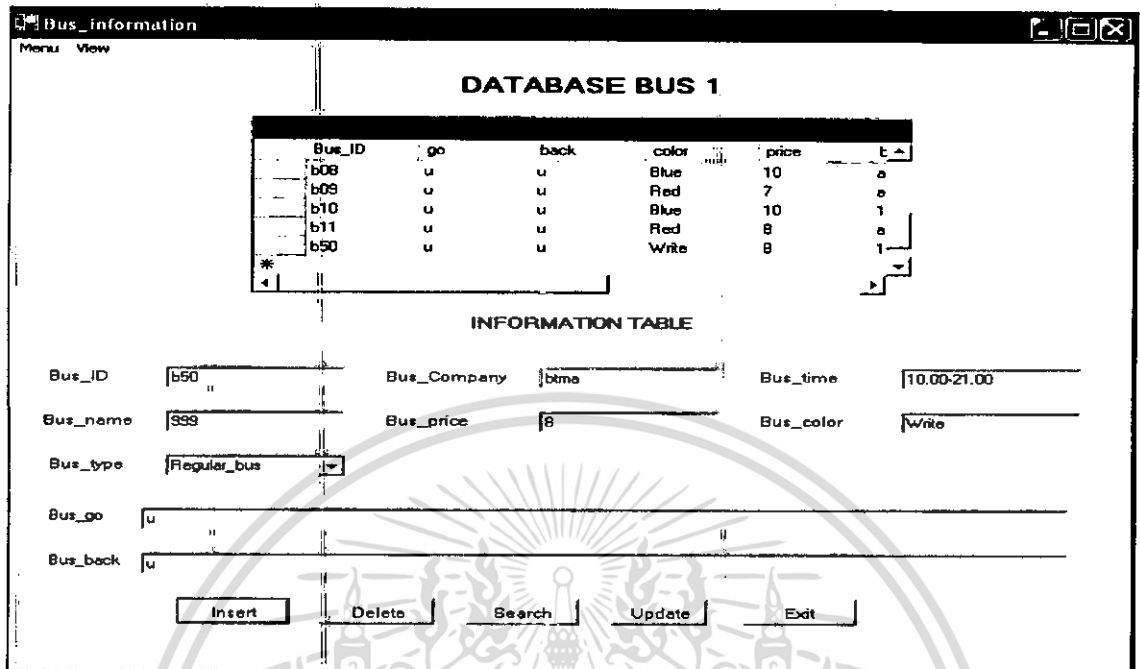 Bus_information
Menu View
DATABASE BUS 1
Bus_ID go back color price
b08 u u Blue 10 a
b09 u u Red 7 a
b10 u u Blue 10 1
b11 u u Red 8 a
b50 u u Write 8 1
*
INFORMATION TABLE
Bus_ID b50 Bus_Company btma Bus_time 10.00-21.00
Bus_name 999 Bus_price 8 Bus_color Write
Bus_type Regular_bus
Bus_go u
Bus_back u
Insert Delete Search Update Exit